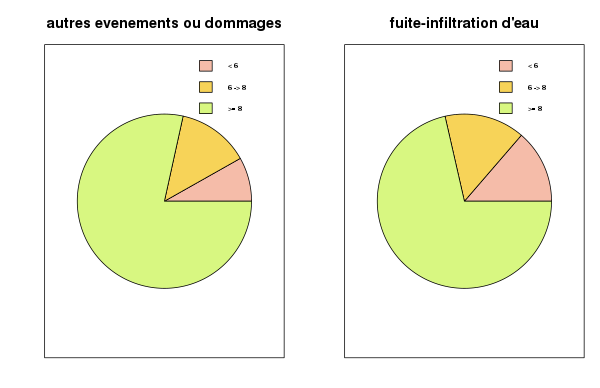 autres evenements ou dommages
< 6
6 -> 8
>= 8
fuite-infiltration d'eau
< 6
6 -> 8
>= 8